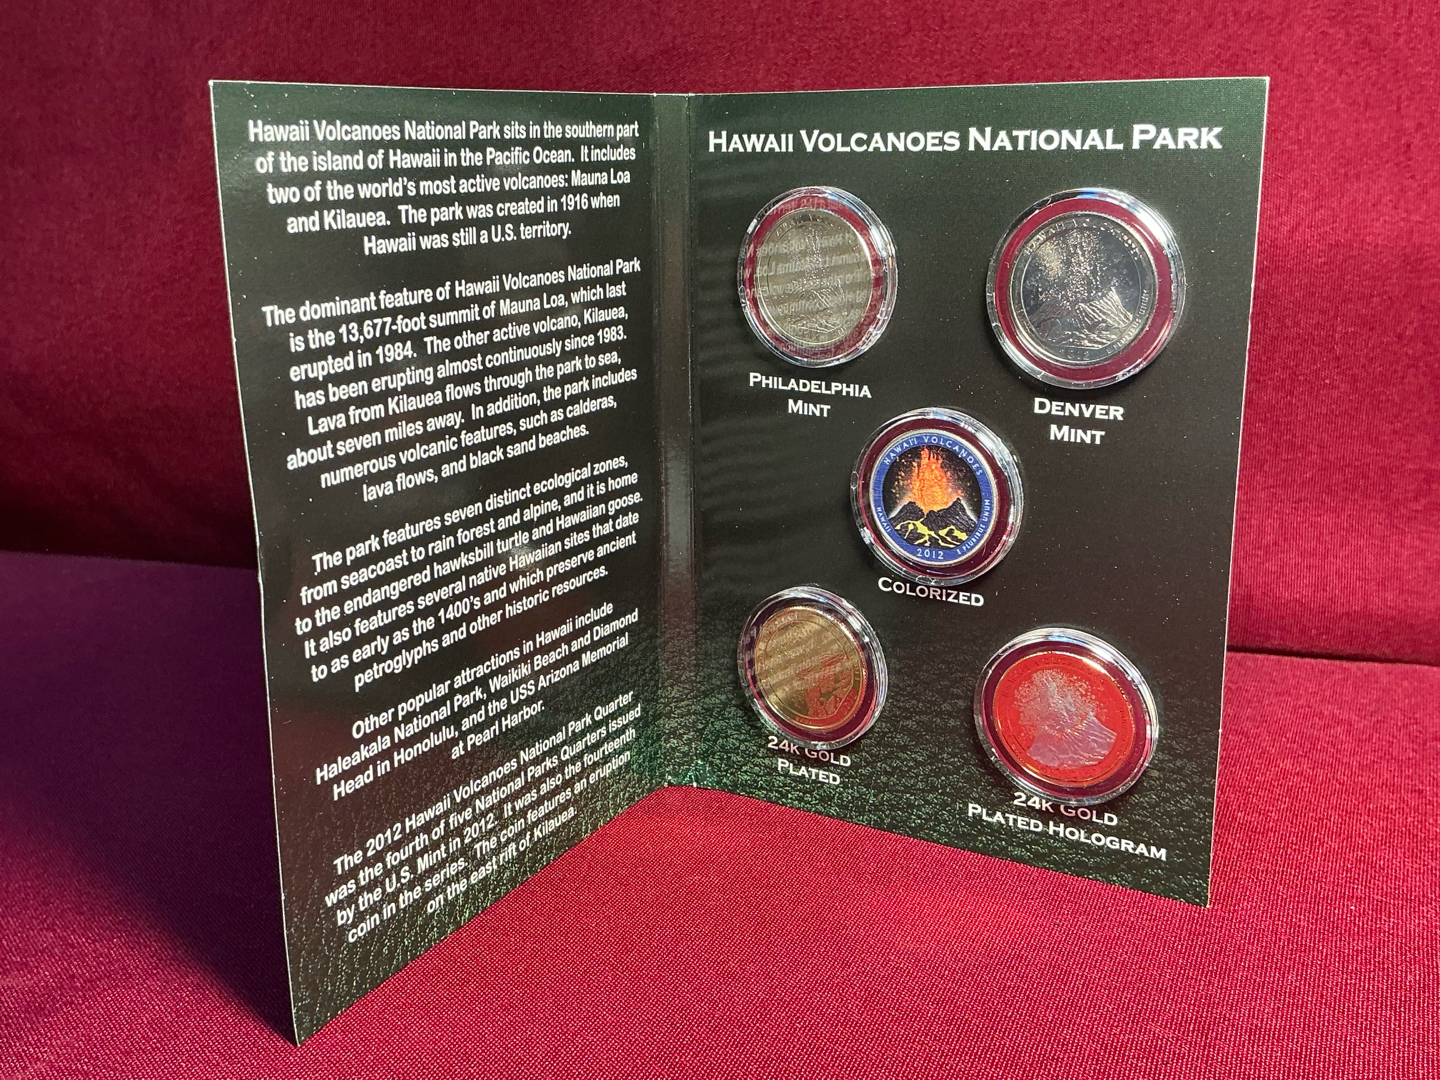 Hawaii Volcanoes National Park sits in the southern part
of the island of Hawaii in the Pacific Ocean. It includes
two of the world's most active volcanoes: Mauna Loa
and Kilauea. The park was created in 1916 when
Hawaii was still a U.S. territory.
The dominant feature of Hawaii Volcanoes National Park
is the 13,677-foot summit of Mauna Loa, which last
erupted in 1984. The other active volcano, Kilauea,
has been erupting almost continuously since 1983.
Lava from Kilauea flows through the park to sea,
about seven miles away. In addition, the park includes
numerous volcanic features, such as calderas,
lava flows, and black sand beaches.
The park features seven distinct ecological zones,
from seacoast to rain forest and alpine, and it is home
to the endangered hawksbill turtle and Hawaiian goose.
It also features several native Hawaiian sites that date
to as early as the 1400's and which preserve ancient
petroglyphs and other historic resources.
Other popular attractions in Hawaii include
Haleakala National Park, Waikiki Beach and Diamond
Head in Honolulu, and the USS Arizona Memorial
at Pearl Harbor.
The 2012 Hawaii Volcanoes National Park Quarter
was the fourth of five National Parks Quarters issued
by the U.S. Mint in 2012. It was also the fourteenth
coin in the series. The coin features an eruption
on the east rift of Kilauea.
HAWAII VOLCANOES NATIONAL PARK
PHILADELPHIA
MINT
2012
DENVER
MINT
HAWAI'I VOLCANOES
HAWAII
2012
E PLURIBUS UNUM
COLORIZED
24K GOLD
PLATED
24K GOLD
PLATED HOLOGRAM